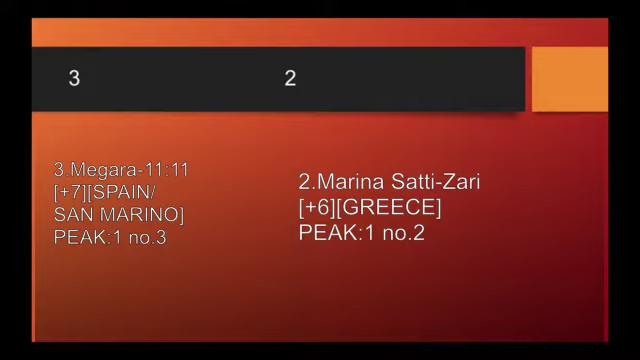 3
2
3.Megara-11:11
[+7][SPAIN/
SAN MARINO]
PEAK:1 no.3
2.Marina Satti-Zari
[+6][GREECE]
PEAK:1 no.2